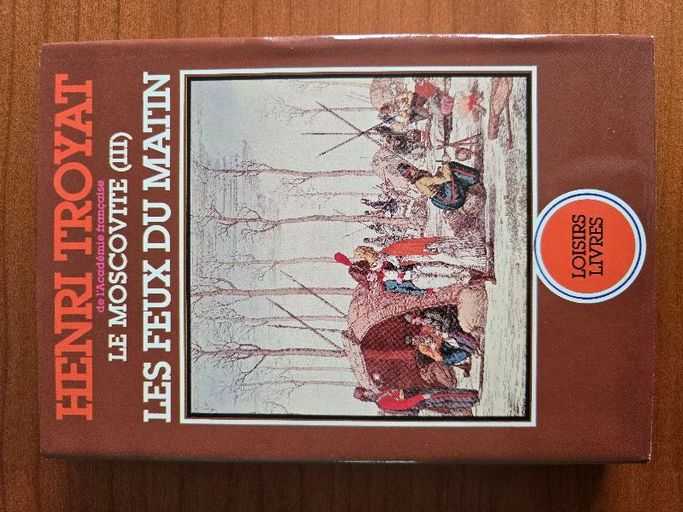 HENRI TROYAT
de l'Académie française
LE MOSCOVITE (III)
LES FEUX DU MATIN
LOISIRS
LIVRES